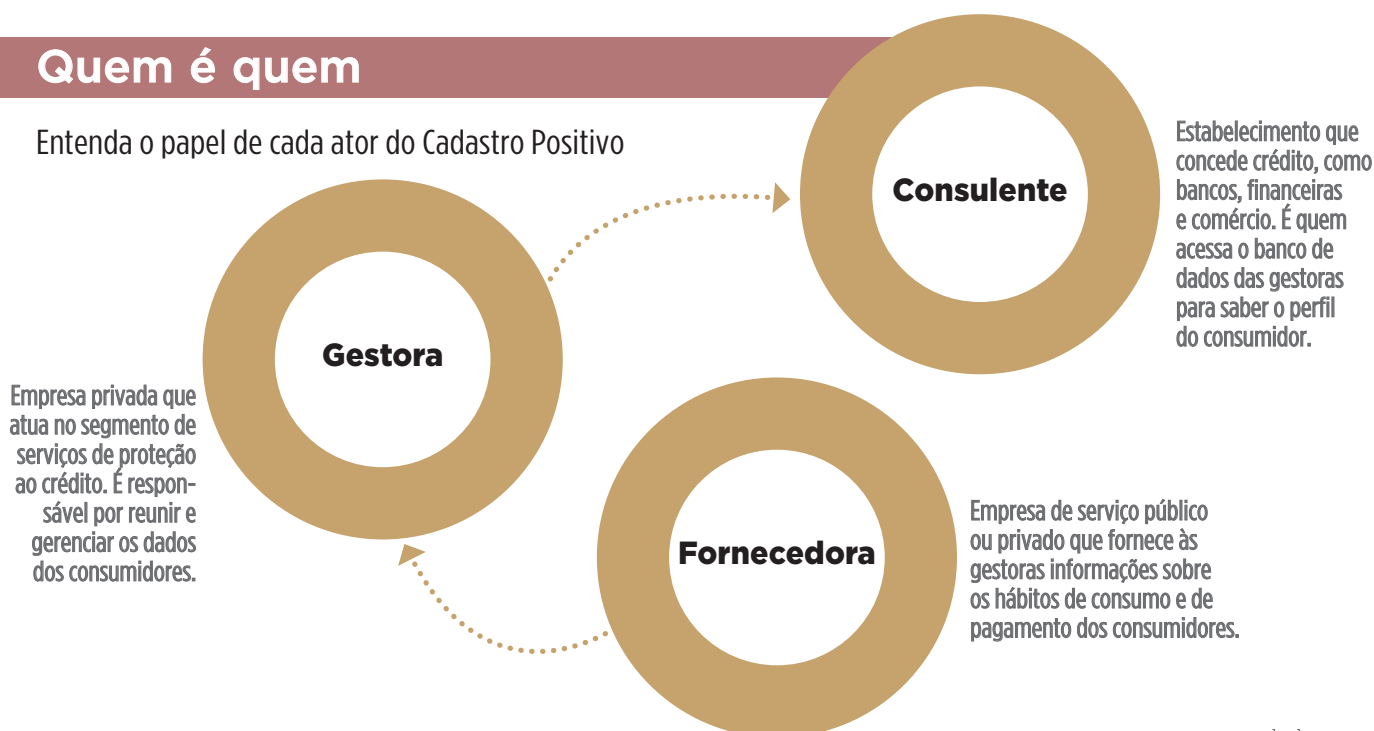 Quem é quem
Entenda o papel de cada ator do Cadastro Positivo
Consulente
Estabelecimento que
concede crédito, como
bancos, financeiras
e comércio. É quem
acessa o banco de
dados das gestoras
para saber o perfil
do consumidor.
Gestora
Empresa privada que
atua no segmento de
serviços de proteção
ao crédito. É respon-
sável por reunir e
gerenciar os dados
dos consumidores.
Fornecedora
Empresa de serviço público
ou privado que fornece às
gestoras informações sobre
os hábitos de consumo e de
pagamento dos consumidores.